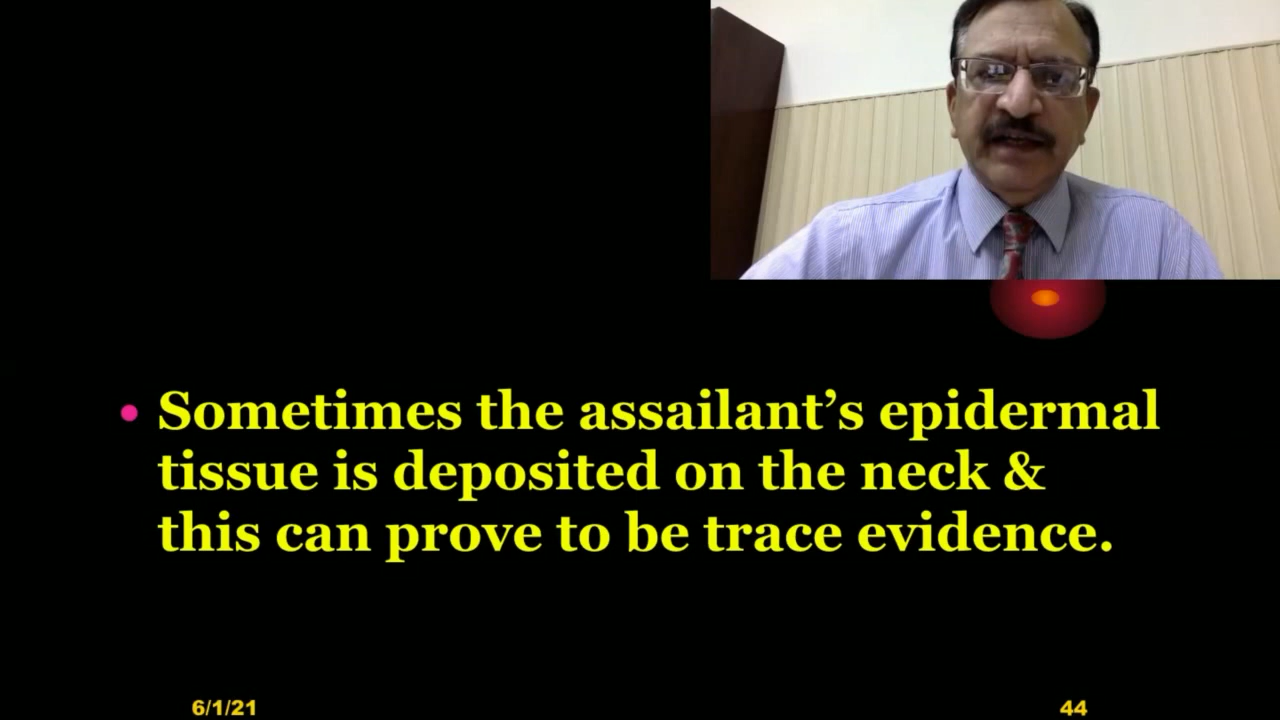 • Sometimes the assailant’s epidermal
tissue is deposited on the neck &
this can prove to be trace evidence.
6/1/21
44